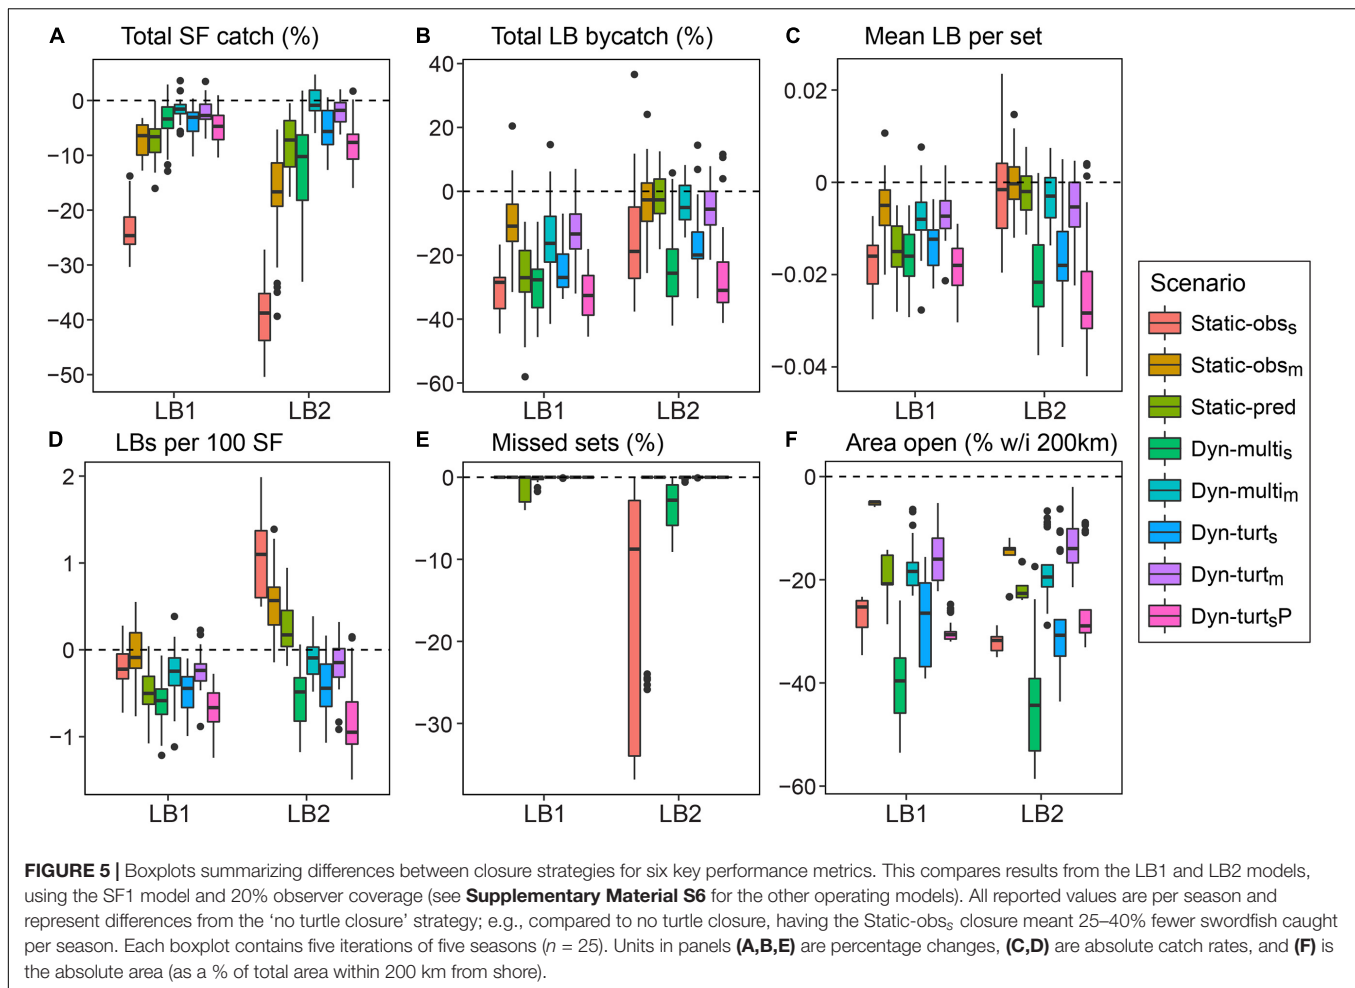 A Total SF catch (%)
0
−10
−20
−30
−40
−50
LB1 LB2
B Total LB bycatch (%)
40
20
0
−20
−40
−60
LB1 LB2
C Mean LB per set
0.02
0
−0.02
−0.04
LB1 LB2
D LBs per 100 SF
2
1
0
−1
LB1 LB2
E Missed sets (%)
0
−10
−20
−30
LB1 LB2
F Area open (% w/i 200km)
0
−20
−40
−60
LB1 LB2
Scenario
Static-obss
Static-obsm
Static-pred
Dyn-multis
Dyn-multim
Dyn-turts
Dyn-turtm
Dyn-turtsP
FIGURE 5 | Boxplots summarizing differences between closure strategies for six key performance metrics. This compares results from the LB1 and LB2 models,
using the SF1 model and 20% observer coverage (see Supplementary Material S6 for the other operating models). All reported values are per season and
represent differences from the ‘no turtle closure’ strategy; e.g., compared to no turtle closure, having the Static-obss closure meant 25–40% fewer swordfish caught
per season. Each boxplot contains five iterations of five seasons (n = 25). Units in panels (A,B,E) are percentage changes, (C,D) are absolute catch rates, and (F) is
the absolute area (as a % of total area within 200 km from shore).